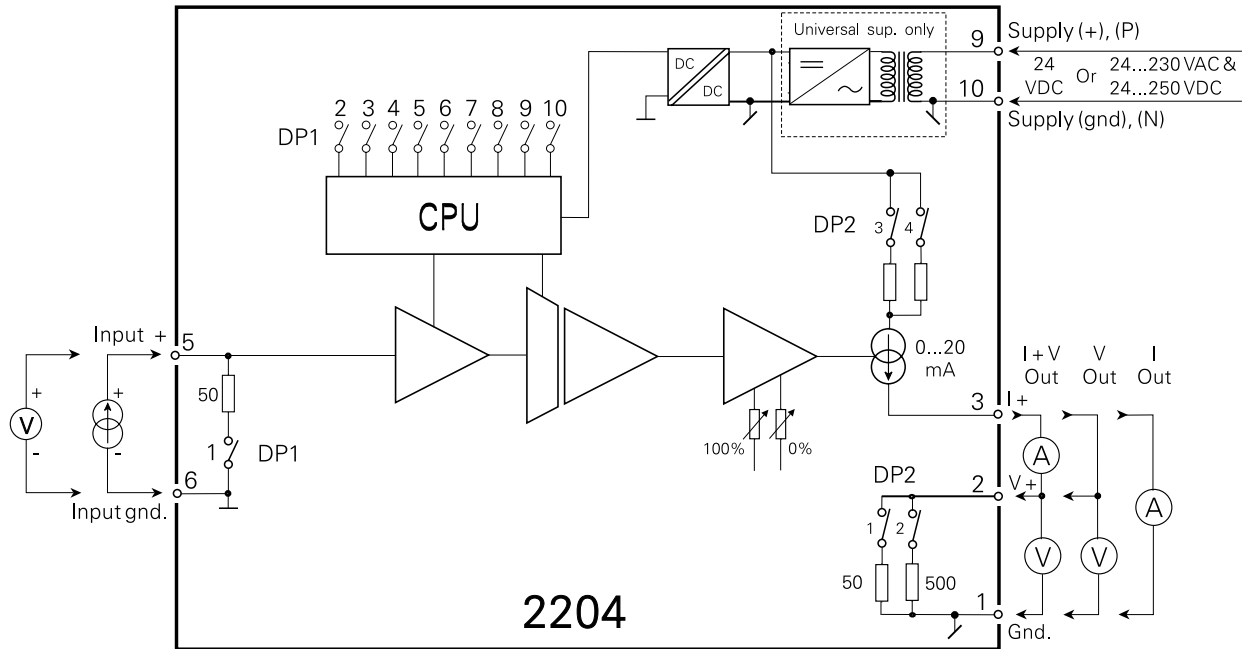 Universal sup. only
9
Supply (+), (P)
DC
DC
24
VDC
Or
24...230 VAC &
24...250 VDC
10
Supply (gnd), (N)
2 3 4 5 6 7 8 9 10
DP1
CPU
DP2
3
4
Input +
5
0...20
mA
I + V
Out
V
Out
I
Out
50
+
+
V
-
-
1
DP1
3
I +
100%
0%
A
6
Input gnd.
DP2
2
V +
1
2
A
V
V
50
500
1
Gnd.
2204